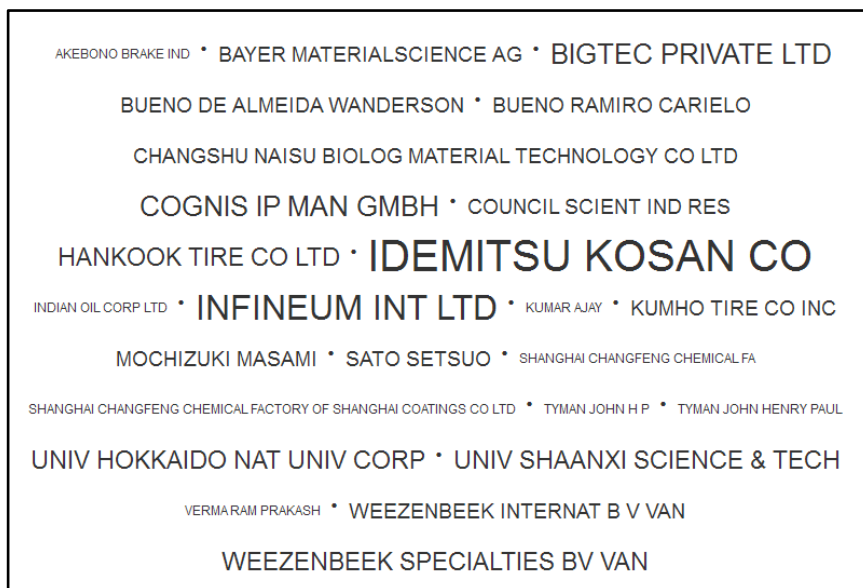 AKEBONO BRAKE IND • BAYER MATERIALSCIENCE AG • BIGTEC PRIVATE LTD
BUENO DE ALMEIDA WANDERSON • BUENO RAMIRO CARIELO
CHANGSHU NAISU BIOLOG MATERIAL TECHNOLOGY CO LTD
COGNIS IP MAN GMBH • COUNCIL SCIENT IND RES
HANKOOK TIRE CO LTD • IDEMITSU KOSAN CO
INDIAN OIL CORP LTD • INFINEUM INT LTD • KUMAR AJAY • KUMHO TIRE CO INC
MOCHIZUKI MASAMI • SATO SETSUO • SHANGHAI CHANGFENG CHEMICAL FA
SHANGHAI CHANGFENG CHEMICAL FACTORY OF SHANGHAI COATINGS CO LTD • TYMAN JOHN H P • TYMAN JOHN HENRY PAUL
UNIV HOKKAIDO NAT UNIV CORP • UNIV SHAANXI SCIENCE & TECH
VERMA RAM PRAKASH • WEEZENBEEK INTERNAT B V VAN
WEEZENBEEK SPECIALTIES BV VAN